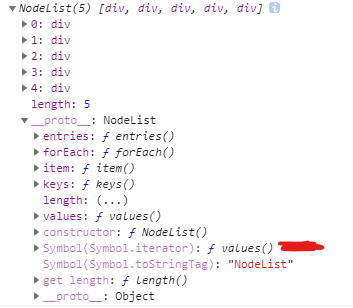 NodeList(5) [div, div, div, div, div] i
0: div
1: div
2: div
3: div
4: div
length: 5
__proto__: NodeList
entries: ƒ entries()
forEach: ƒ forEach()
item: ƒ item()
keys: ƒ keys()
length: (...)
values: ƒ values()
constructor: ƒ NodeList()
Symbol(Symbol.iterator): ƒ values()
Symbol(Symbol.toStringTag): "NodeList"
get length: ƒ length()
__proto__: Object